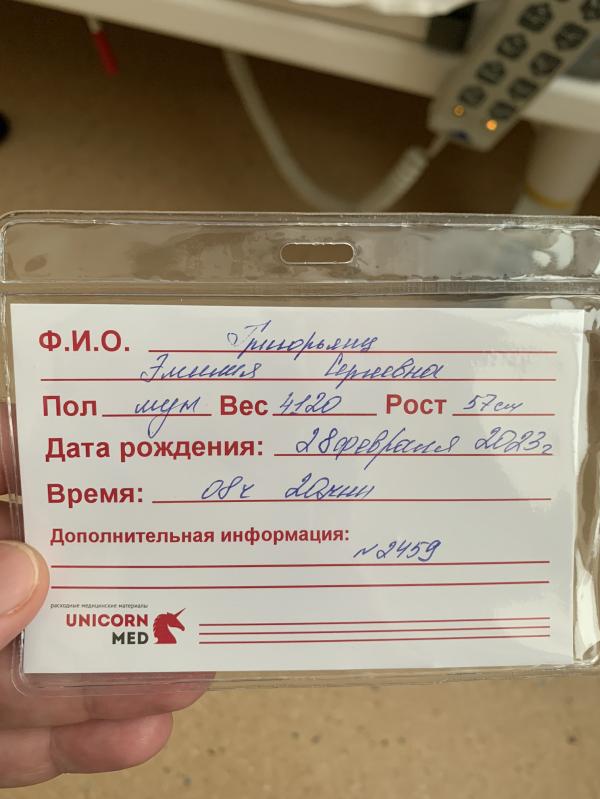 Ф.И.О. Григорьянц
Эмилия Сергеевна
Пол муж Вес 4120 Рост 57см
Дата рождения: 28 февраля 2023г
Время: 08ч 20мин
Дополнительная информация:
№2459
расходные медицинские материалы
UNICORN
MED